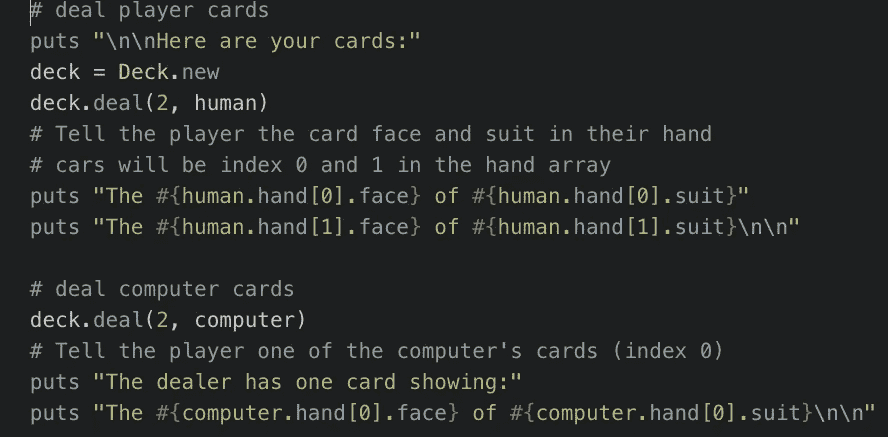 # deal player cards
puts "\n\nHere are your cards:"
deck = Deck.new
deck.deal(2, human)
# Tell the player the card face and suit in their hand
# cars will be index 0 and 1 in the hand array
puts "The #{human.hand[0].face} of #{human.hand[0].suit}"
puts "The #{human.hand[1].face} of #{human.hand[1].suit}\n\n"
# deal computer cards
deck.deal(2, computer)
# Tell the player one of the computer's cards (index 0)
puts "The dealer has one card showing:"
puts "The #{computer.hand[0].face} of #{computer.hand[0].suit}\n\n"